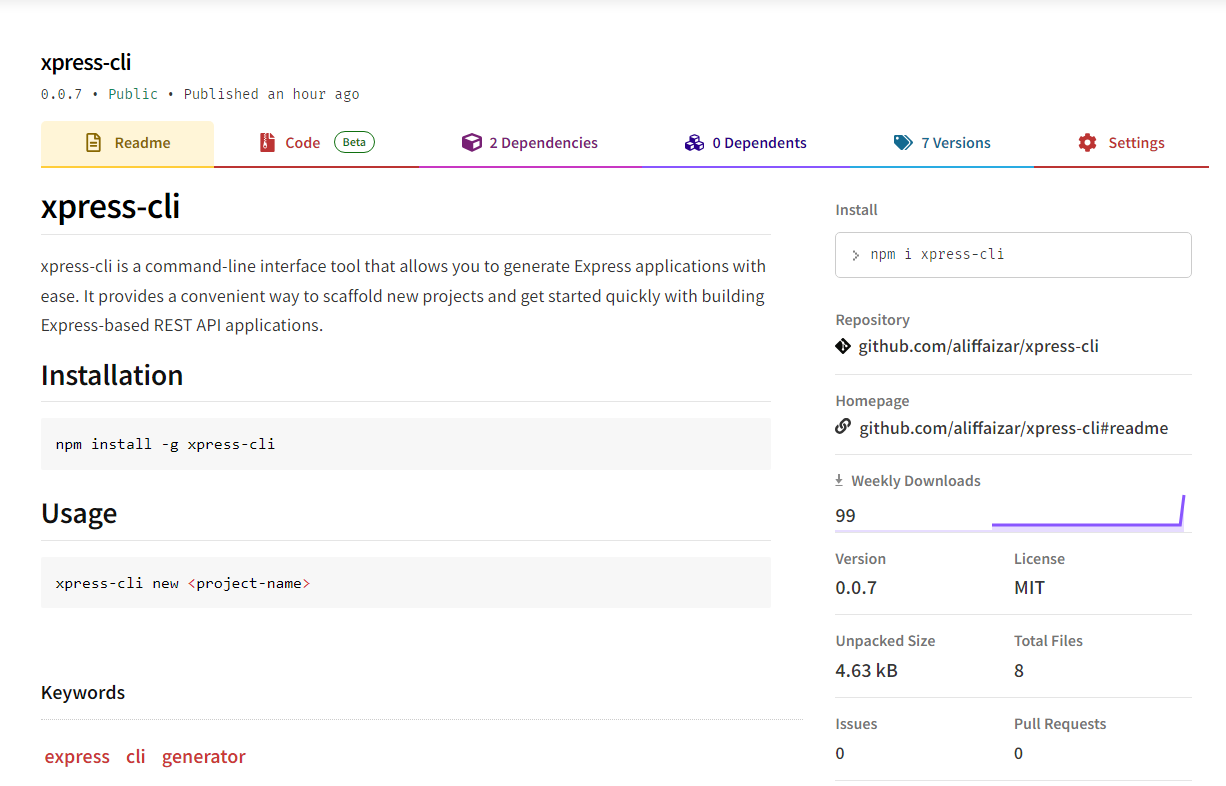 xpress-cli
0.0.7 • Public • Published an hour ago
Readme
Code Beta
2 Dependencies
0 Dependents
7 Versions
Settings
xpress-cli
xpress-cli is a command-line interface tool that allows you to generate Express applications with
ease. It provides a convenient way to scaffold new projects and get started quickly with building
Express-based REST API applications.
Installation
npm install -g xpress-cli
Usage
xpress-cli new <project-name>
Keywords
express cli generator
Install
> npm i xpress-cli
Repository
github.com/aliffaizar/xpress-cli
Homepage
github.com/aliffaizar/xpress-cli#readme
Weekly Downloads
99
Version License
0.0.7 MIT
Unpacked Size Total Files
4.63 kB 8
Issues Pull Requests
0 0